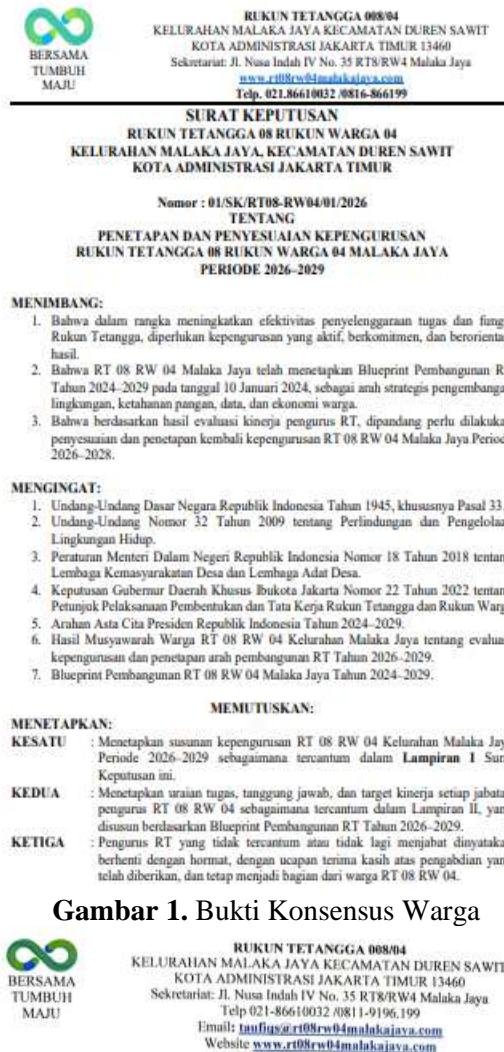 RUKUN TETANGGA 008/04
KELURAHAN MALAKA JAYA KECAMATAN DUREN SAWIT
KOTA ADMINISTRASI JAKARTA TIMUR 13460
Sekretariat: Jl. Nusa Indah IV No. 35 RT8/RW4 Malaka Jaya
www.rt08rw04malakajaya.com
Telp. 021.86610032 /0816-866199
BERSAMA
TUMBUH
MAJU
SURAT KEPUTUSAN
RUKUN TETANGGA 08 RUKUN WARGA 04
KELURAHAN MALAKA JAYA, KECAMATAN DUREN SAWIT
KOTA ADMINISTRASI JAKARTA TIMUR
Nomor : 01/SK/RT08-RW04/01/2026
TENTANG
PENETAPAN DAN PENYESUAIAN KEPENGURUSAN
RUKUN TETANGGA 08 RUKUN WARGA 04 MALAKA JAYA
PERIODE 2026–2029
MENIMBANG:
1. Bahwa dalam rangka meningkatkan efektivitas penyelenggaraan tugas dan fung
Rukun Tetangga, diperlukan kepengurusan yang aktif, berkomitmen, dan berorienta
hasil.
2. Bahwa RT 08 RW 04 Malaka Jaya telah menetapkan Blueprint Pembangunan R
Tahun 2024–2029 pada tanggal 10 Januari 2024, sebagai arah strategis pengembanga
lingkungan, ketahanan pangan, data, dan ekonomi warga.
3. Bahwa berdasarkan hasil evaluasi kinerja pengurus RT, dipandang perlu dilakuka
penyesuaian dan penetapan kembali kepengurusan RT 08 RW 04 Malaka Jaya Period
2026–2028.
MENGINGAT:
1. Undang-Undang Dasar Negara Republik Indonesia Tahun 1945, khususnya Pasal 33.
2. Undang-Undang Nomor 32 Tahun 2009 tentang Perlindungan dan Pengelolaa
Lingkungan Hidup.
3. Peraturan Menteri Dalam Negeri Republik Indonesia Nomor 18 Tahun 2018 tentan
Lembaga Kemasyarakatan Desa dan Lembaga Adat Desa.
4. Keputusan Gubernur Daerah Khusus Ibukota Jakarta Nomor 22 Tahun 2022 tentan
Petunjuk Pelaksanaan Pembentukan dan Tata Kerja Rukun Tetangga dan Rukun Warg
5. Arahan Asta Cita Presiden Republik Indonesia Tahun 2024–2029.
6. Hasil Musyawarah Warga RT 08 RW 04 Kelurahan Malaka Jaya tentang evalua
kepengurusan dan penetapan arah pembangunan RT Tahun 2026–2029.
7. Blueprint Pembangunan RT 08 RW 04 Malaka Jaya Tahun 2024–2029.
MEMUTUSKAN:
MENETAPKAN:
KESATU : Menetapkan susunan kepengurusan RT 08 RW 04 Kelurahan Malaka Jay
Periode 2026–2029 sebagaimana tercantum dalam Lampiran I Sur
Keputusan ini.
KEDUA : Menetapkan uraian tugas, tanggung jawab, dan target kinerja setiap jabata
pengurus RT 08 RW 04 sebagaimana tercantum dalam Lampiran II, yan
disusun berdasarkan Blueprint Pembangunan RT Tahun 2026–2029.
KETIGA : Pengurus RT yang tidak tercantum atau tidak lagi menjabat dinyataka
berhenti dengan hormat, dengan ucapan terima kasih atas pengabdian yan
telah diberikan, dan tetap menjadi bagian dari warga RT 08 RW 04.
Gambar 1. Bukti Konsensus Warga
RUKUN TETANGGA 008/04
KELURAHAN MALAKA JAYA KECAMATAN DUREN SAWIT
KOTA ADMINISTRASI JAKARTA TIMUR 13460
Sekretariat: Jl. Nusa Indah IV No. 35 RT8/RW4 Malaka Jaya
Telp 021-86610032 /0811-9196.199
Email: taufiqs@rt08rw04malakajaya.com
Website www.rt08rw04malakajaya.com
BERSAMA
TUMBUH
MAJU